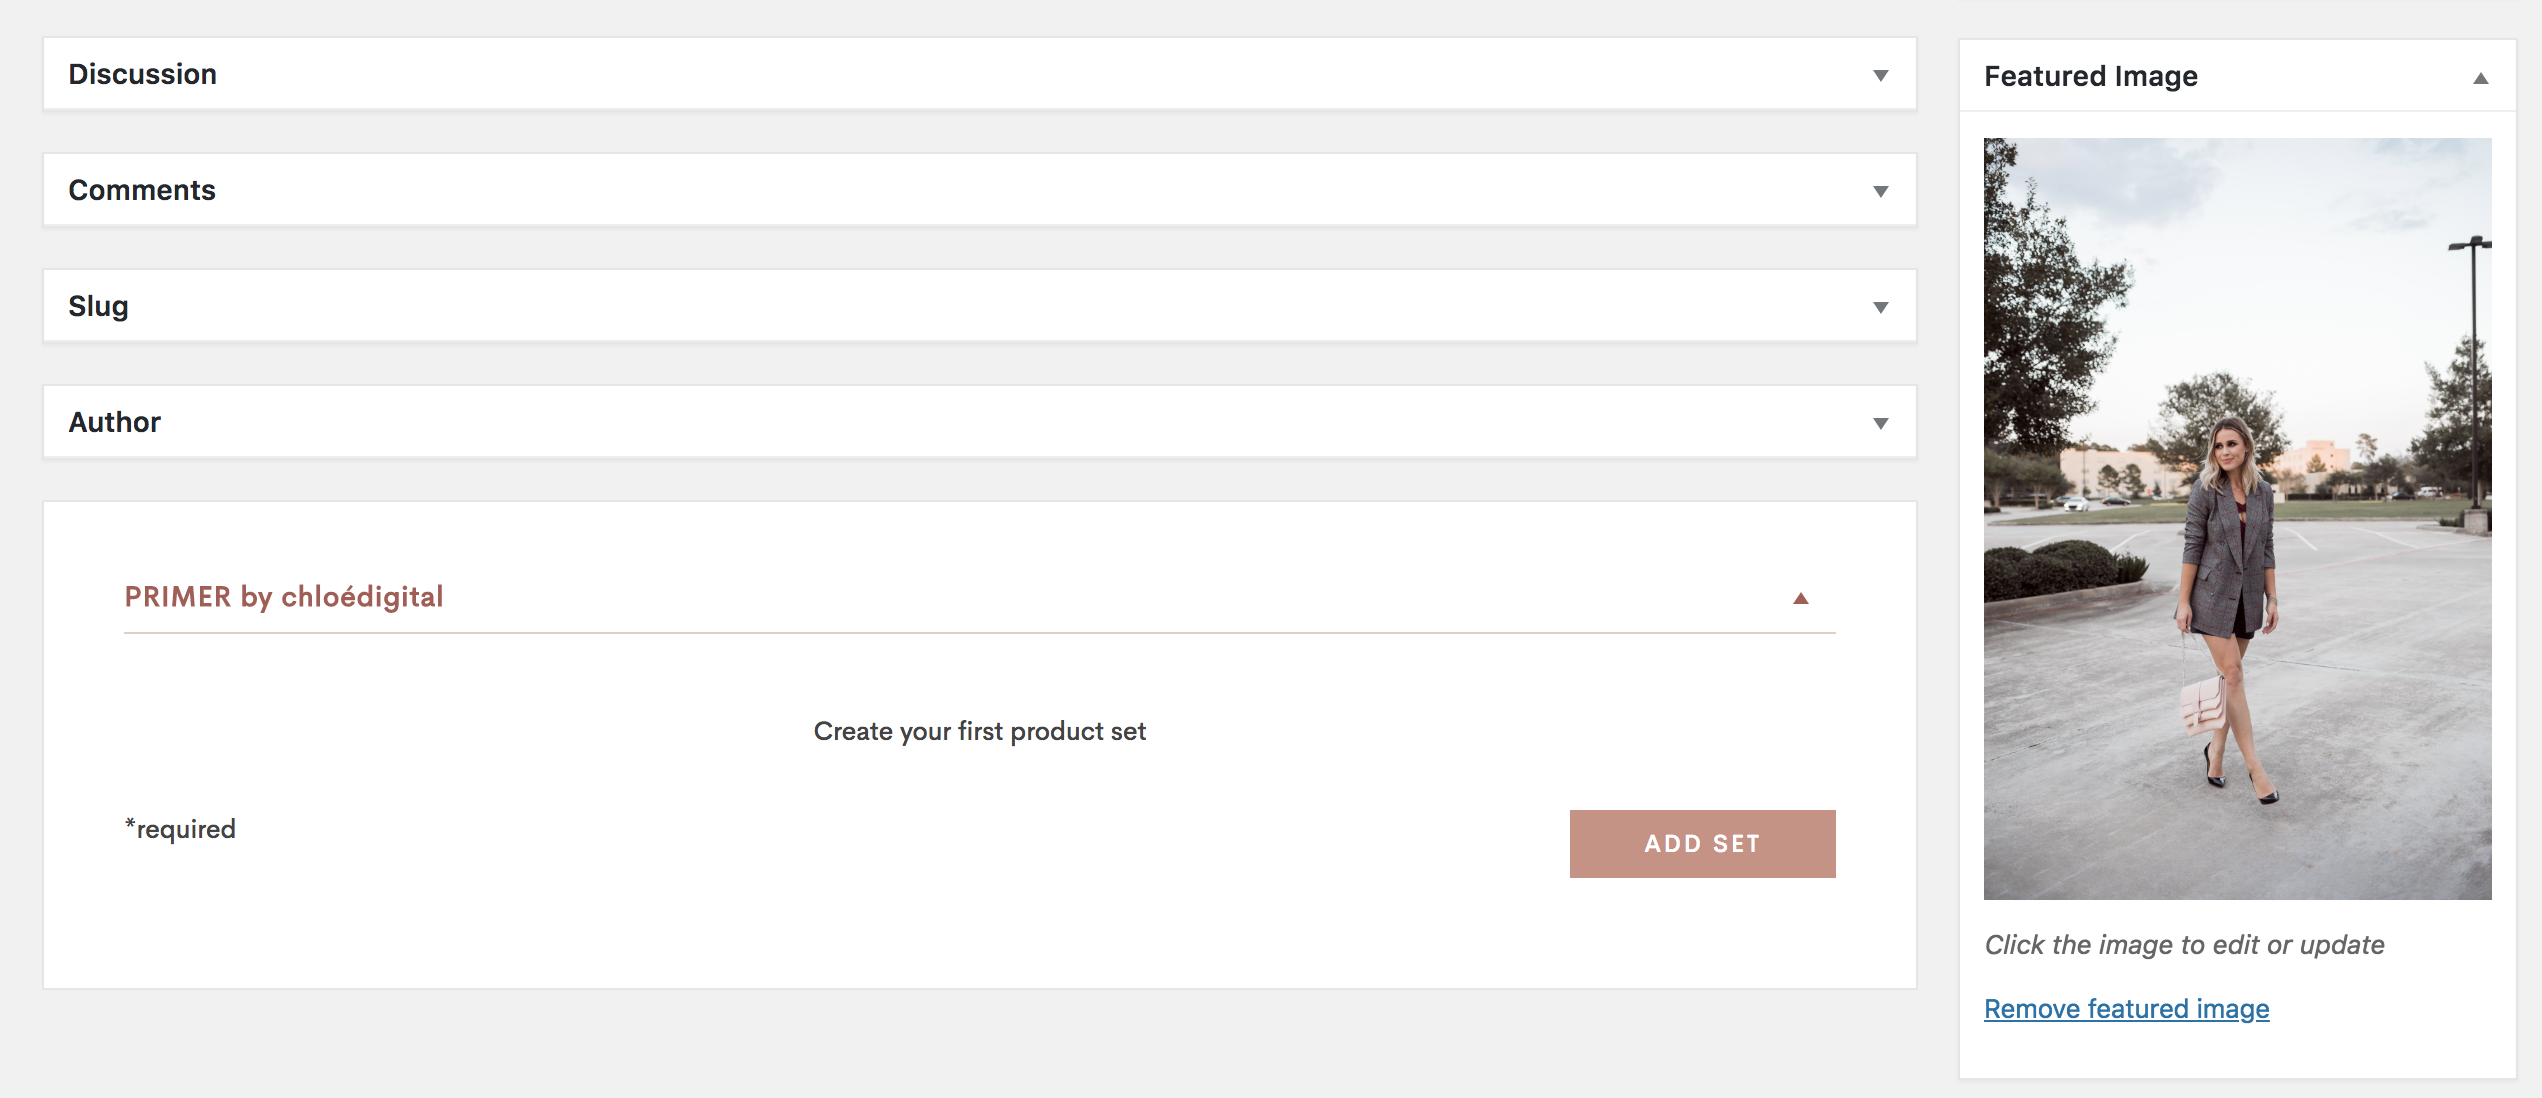 Discussion
Comments
Slug
Author
PRIMER by chloédigital
Create your first product set
*required
ADD SET
Featured Image
Click the image to edit or update
Remove featured image